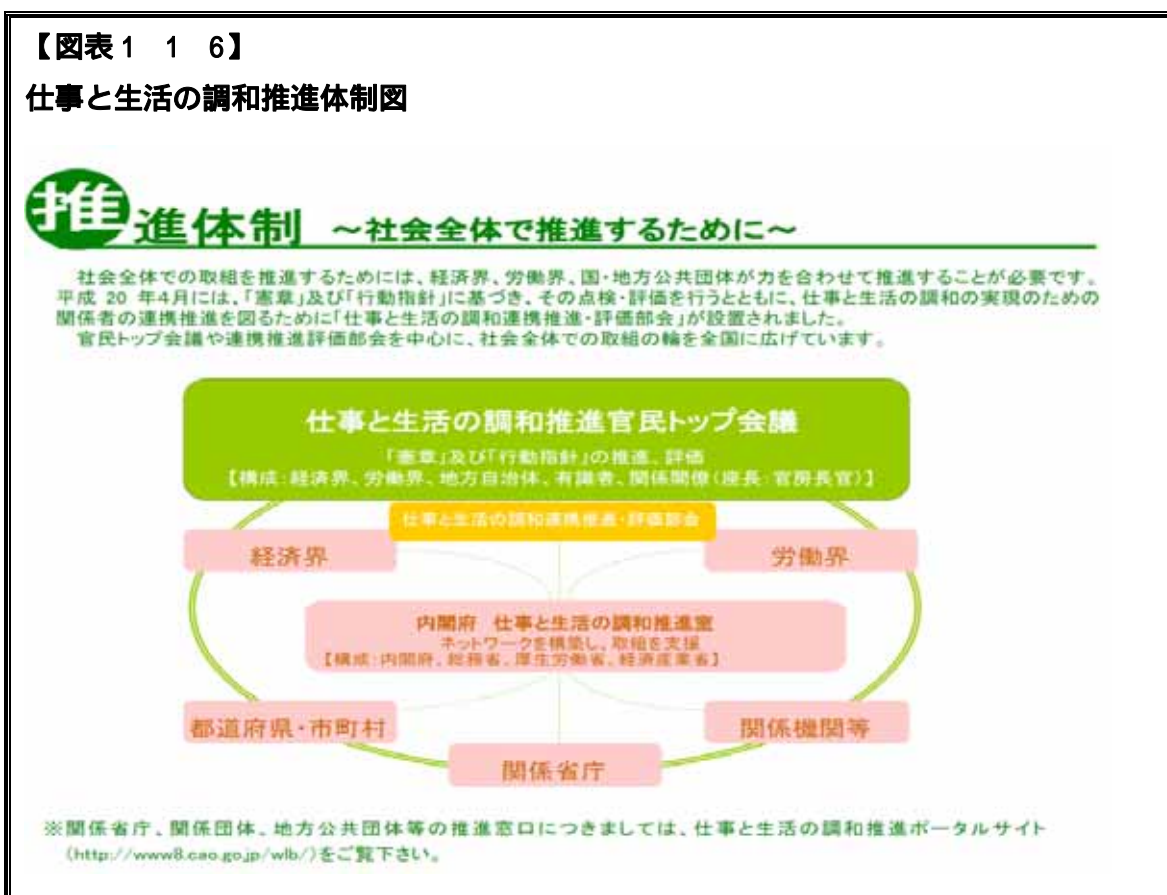 【図表1 1 6】
仕事と生活の調和推進体制図
推進体制 ～社会全体で推進するために～
社会全体での取組を推進するためには、経済界、労働界、国・地方公共団体が力を合わせて推進することが必要です。
平成 20 年4月には、「憲章」及び「行動指針」に基づき、その点検・評価を行うとともに、仕事と生活の調和の実現のための
関係者の連携推進を図るために「仕事と生活の調和連携推進・評価部会」が設置されました。
官民トップ会議や連携推進評価部会を中心に、社会全体での取組の輪を全国に広げています。
仕事と生活の調和推進官民トップ会議
「憲章」及び「行動指針」の推進、評価
【構成：経済界、労働界、地方自治体、有識者、関係閣僚（座長：官房長官）】
仕事と生活の調和連携推進・評価部会
経済界
労働界
内閣府 仕事と生活の調和推進室
ネットワークを構築し、取組を支援
【構成：内閣府、総務省、厚生労働省、経済産業省】
都道府県・市町村
関係機関等
関係省庁
※関係省庁、関係団体、地方公共団体等の推進窓口につきましては、仕事と生活の調和推進ポータルサイト
（http://www8.cao.go.jp/wlb/）をご覧下さい。